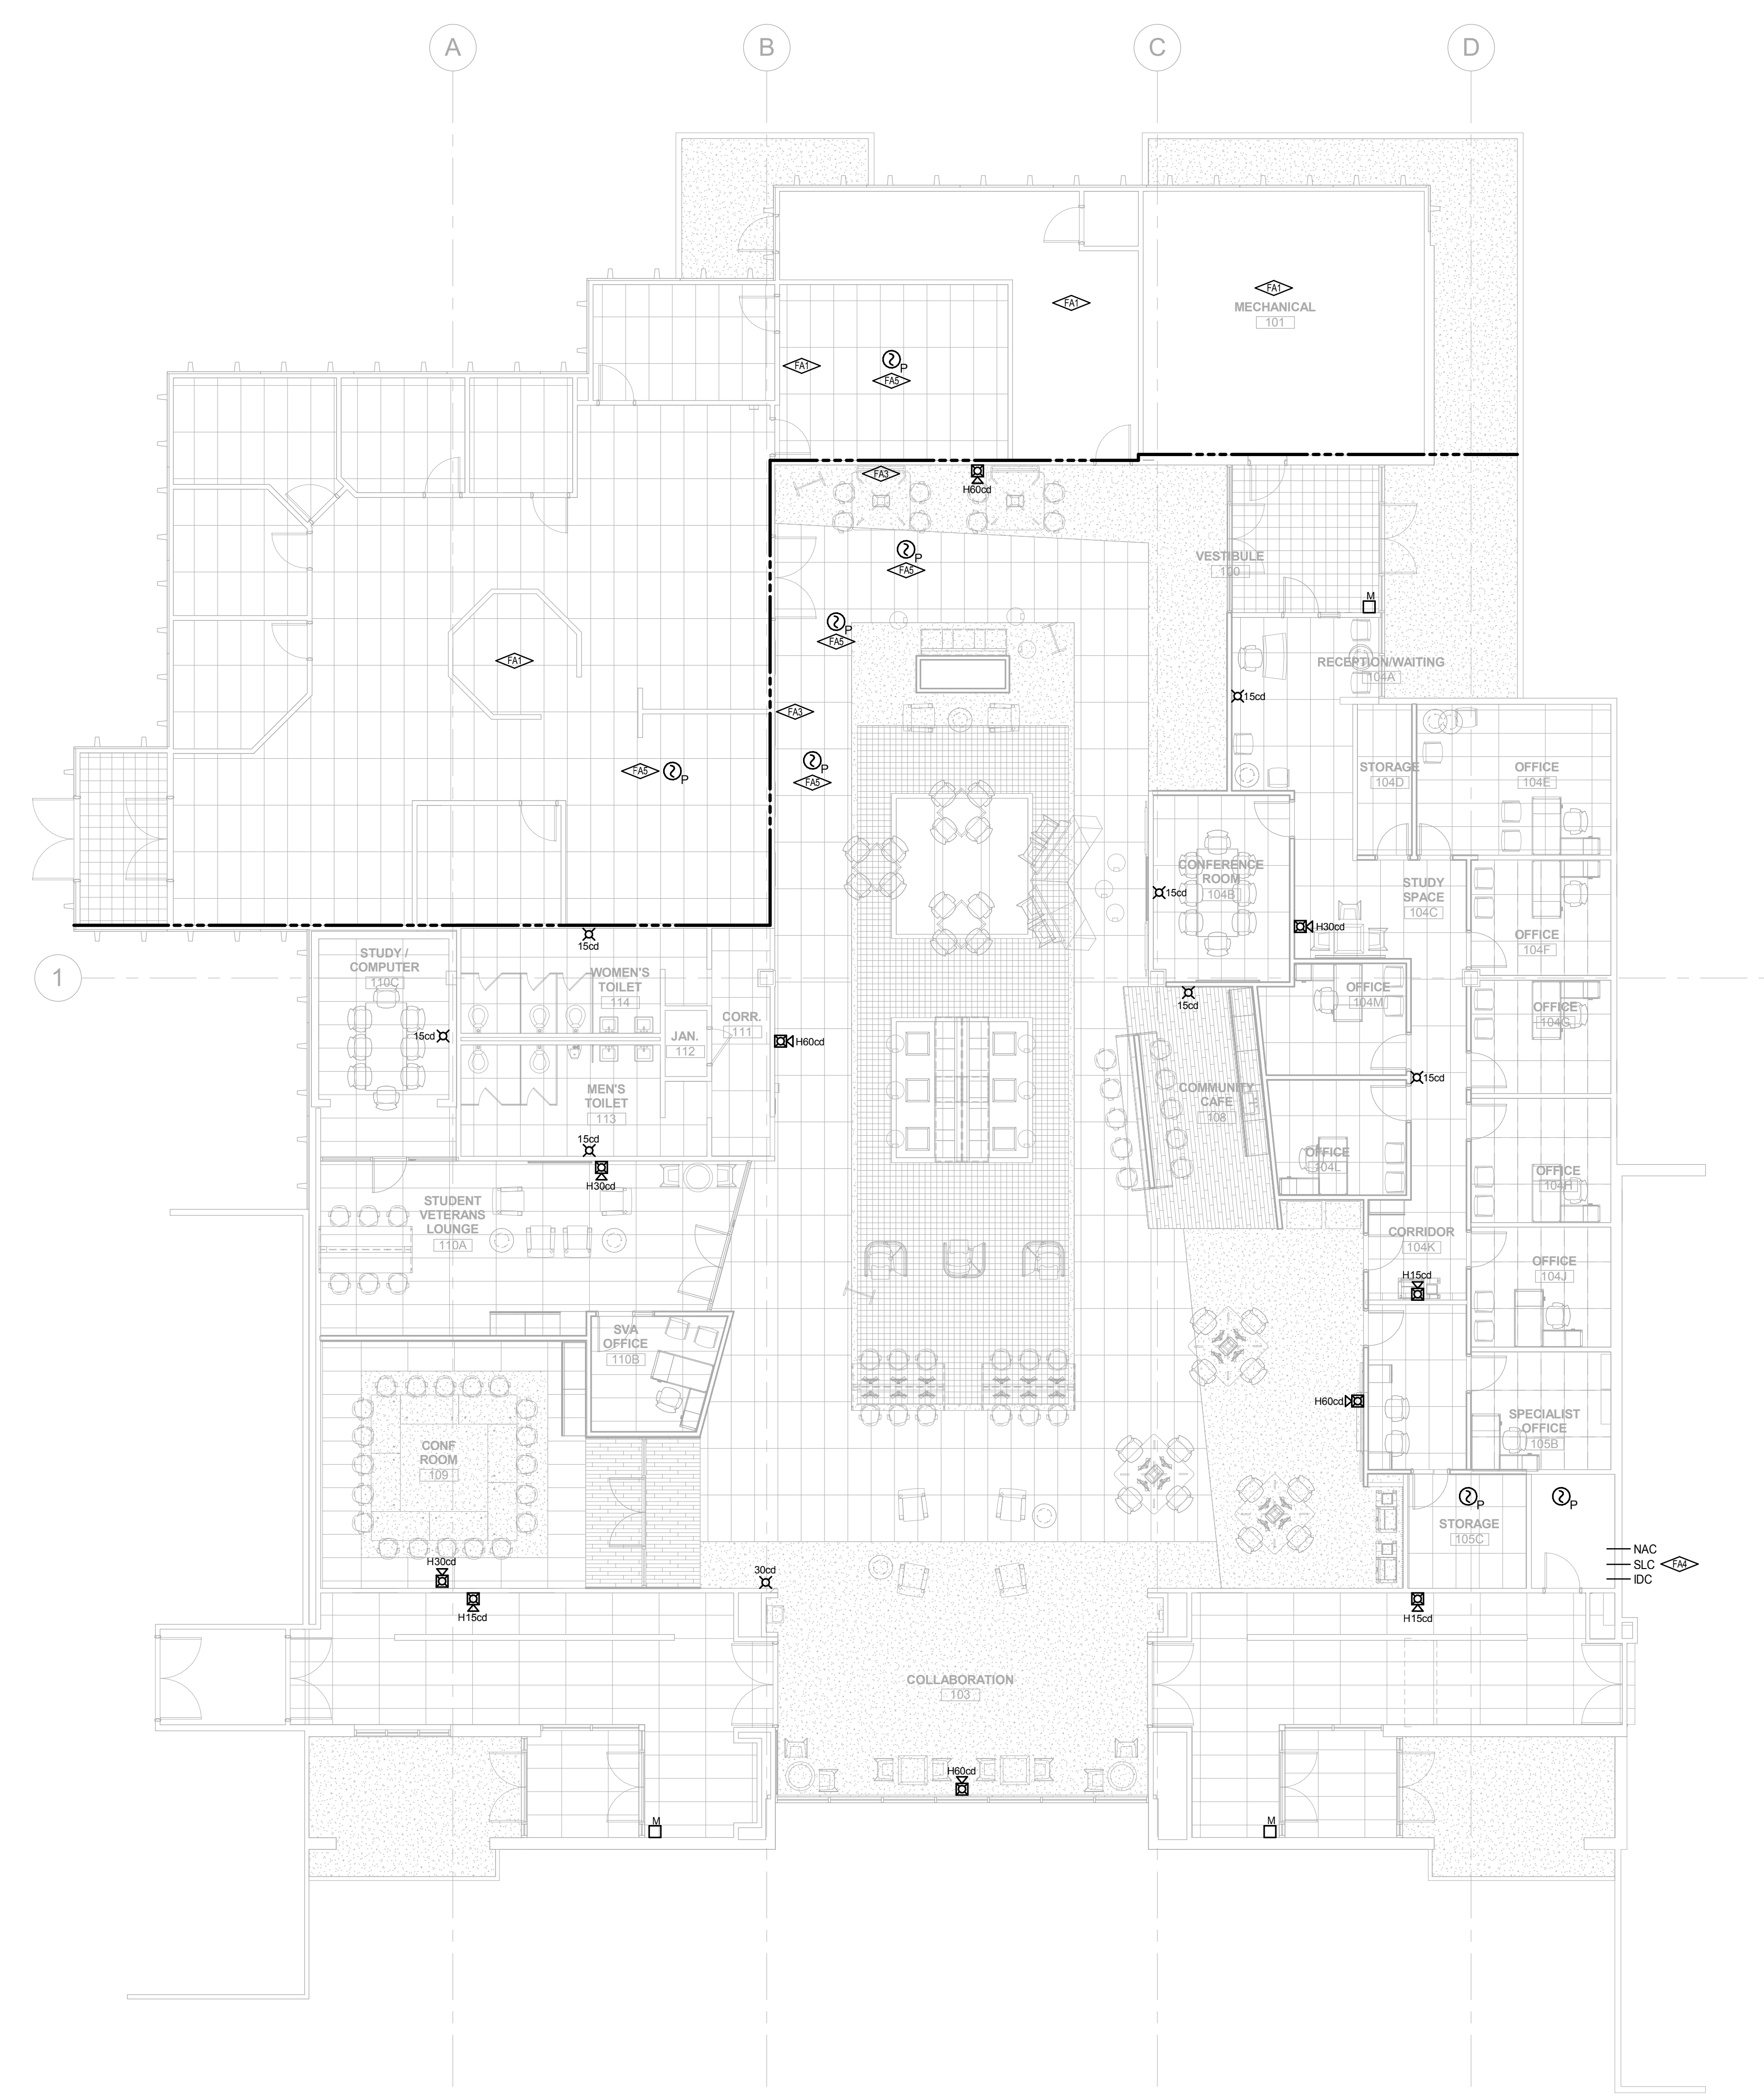 A
B
C
D
FA1
MECHANICAL
101
FA1
FA1
P
FA5
FA3
H60cd
P
FA5
VESTIBULE
100
M
P
FA5
FA1
RECEPTION/WAITING
104A
15cd
FA3
FA5
P
P
FA5
STORAGE
104D
OFFICE
104E
CONFERENCE
ROOM
104B
15cd
STUDY
SPACE
104C
H30cd
OFFICE
104F
15cd
1
STUDY /
COMPUTER
110C
WOMEN'S
TOILET
114
OFFICE
104M
15cd
OFFICE
104G
CORR.
111
15cd
JAN.
112
H60cd
COMMUNITY
CAFE
108
15cd
MEN'S
TOILET
113
15cd
OFFICE
104L
OFFICE
104H
H30cd
STUDENT
VETERANS
LOUNGE
110A
CORRIDOR
104K
H15cd
OFFICE
104J
SVA
OFFICE
110B
H60cd
SPECIALIST
OFFICE
105B
CONF
ROOM
109
P
P
STORAGE
105C
NAC
SLC
FA4
IDC
H30cd
30cd
H15cd
H15cd
COLLABORATION
103
H60cd
M
M